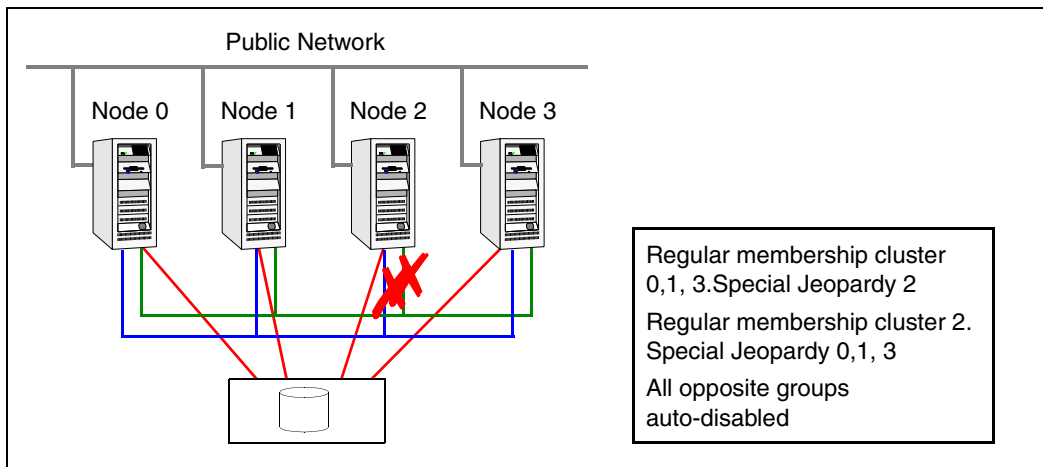 Public Network
Node 0
Node 1
Node 2
Node 3
Regular membership cluster
0,1, 3.Special Jeopardy 2
Regular membership cluster 2.
Special Jeopardy 0,1, 3
All opposite groups
auto-disabled